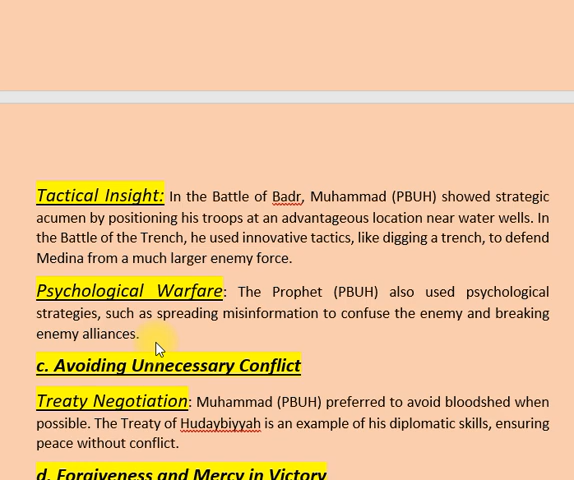 Tactical Insight: In the Battle of Badr, Muhammad (PBUH) showed strategic
acumen by positioning his troops at an advantageous location near water wells. In
the Battle of the Trench, he used innovative tactics, like digging a trench, to defend
Medina from a much larger enemy force.
Psychological Warfare: The Prophet (PBUH) also used psychological
strategies, such as spreading misinformation to confuse the enemy and breaking
enemy alliances.
c. Avoiding Unnecessary Conflict
Treaty Negotiation: Muhammad (PBUH) preferred to avoid bloodshed when
possible. The Treaty of Hudaybiyyah is an example of his diplomatic skills, ensuring
peace without conflict.
d. Forgiveness and Mercy in Victory